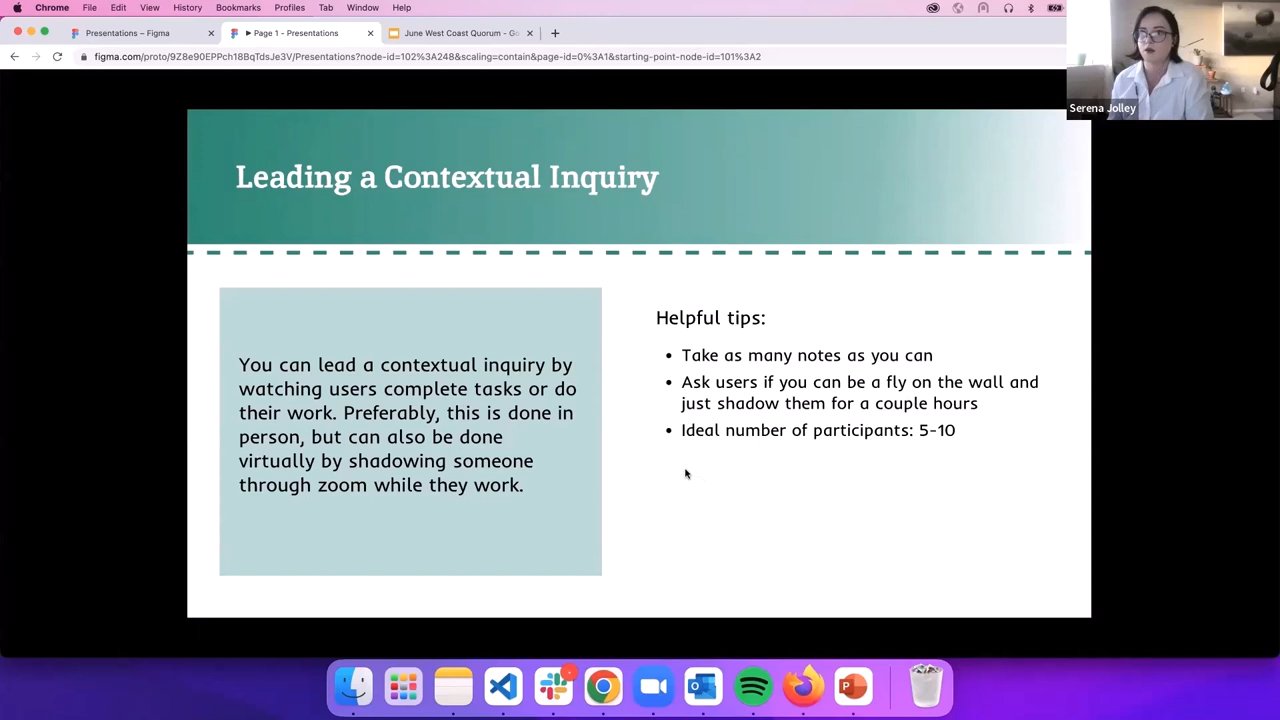 Chrome File Edit View History Bookmarks Profiles Tab Window Help
Presentations – Figma
Page 1 - Presentations
June West Coast Quorum - Go
figma.com/proto/9Z8e90EPPch18BqTdsJe3V/Presentations?node-id=102%3A248&scaling=contain&page-id=0%3A1&starting-point-node-id=101%3A2
Serena Jolley
Leading a Contextual Inquiry
You can lead a contextual inquiry by
watching users complete tasks or do
their work. Preferably, this is done in
person, but can also be done
virtually by shadowing someone
through zoom while they work.
Helpful tips:
• Take as many notes as you can
• Ask users if you can be a fly on the wall and
just shadow them for a couple hours
• Ideal number of participants: 5-10